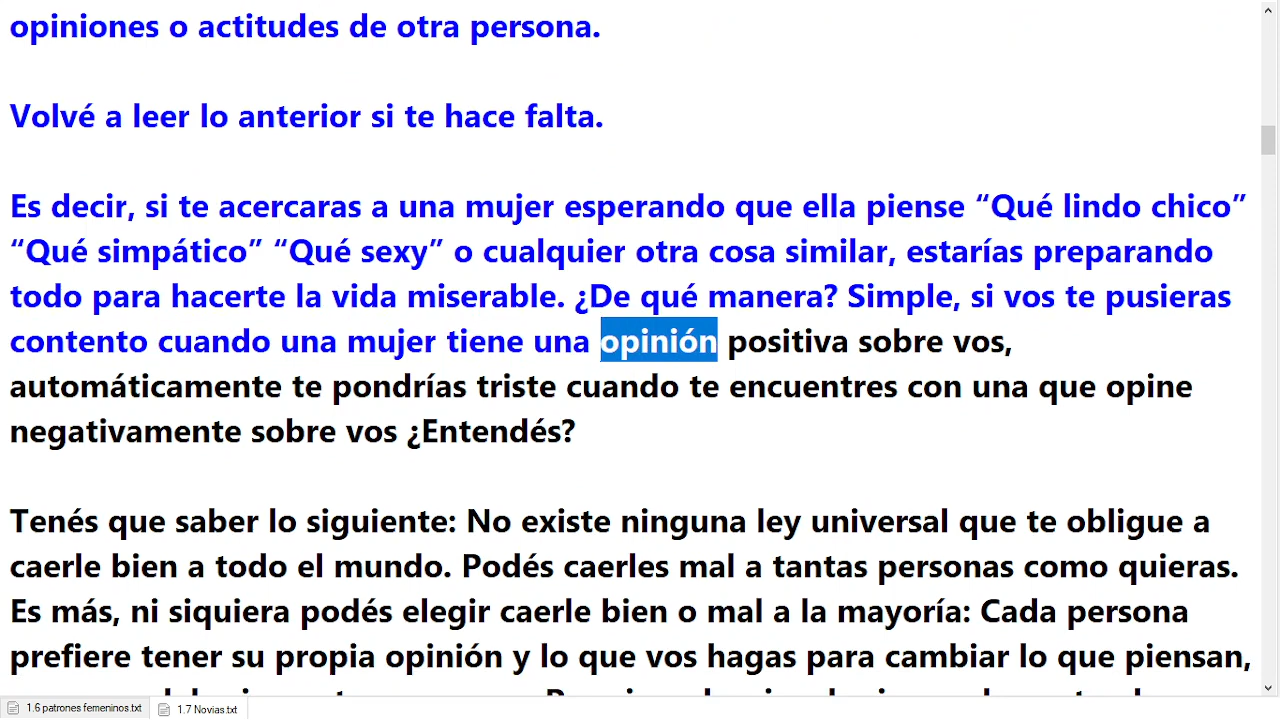 opiniones o actitudes de otra persona.
Volvé a leer lo anterior si te hace falta.
Es decir, si te acercaras a una mujer esperando que ella piense “Qué lindo chico”
“Qué simpático” “Qué sexy” o cualquier otra cosa similar, estarías preparando
todo para hacerte la vida miserable. ¿De qué manera? Simple, si vos te pusieras
contento cuando una mujer tiene una opinión positiva sobre vos,
automáticamente te pondrías triste cuando te encuentres con una que opine
negativamente sobre vos ¿Entendés?
Tenés que saber lo siguiente: No existe ninguna ley universal que te obligue a
caerle bien a todo el mundo. Podés caerles mal a tantas personas como quieras.
Es más, ni siquiera podés elegir caerle bien o mal a la mayoría: Cada persona
prefiere tener su propia opinión y lo que vos hagas para cambiar lo que piensan,
1.6 patrones femeninos.txt
1.7 Novias.txt